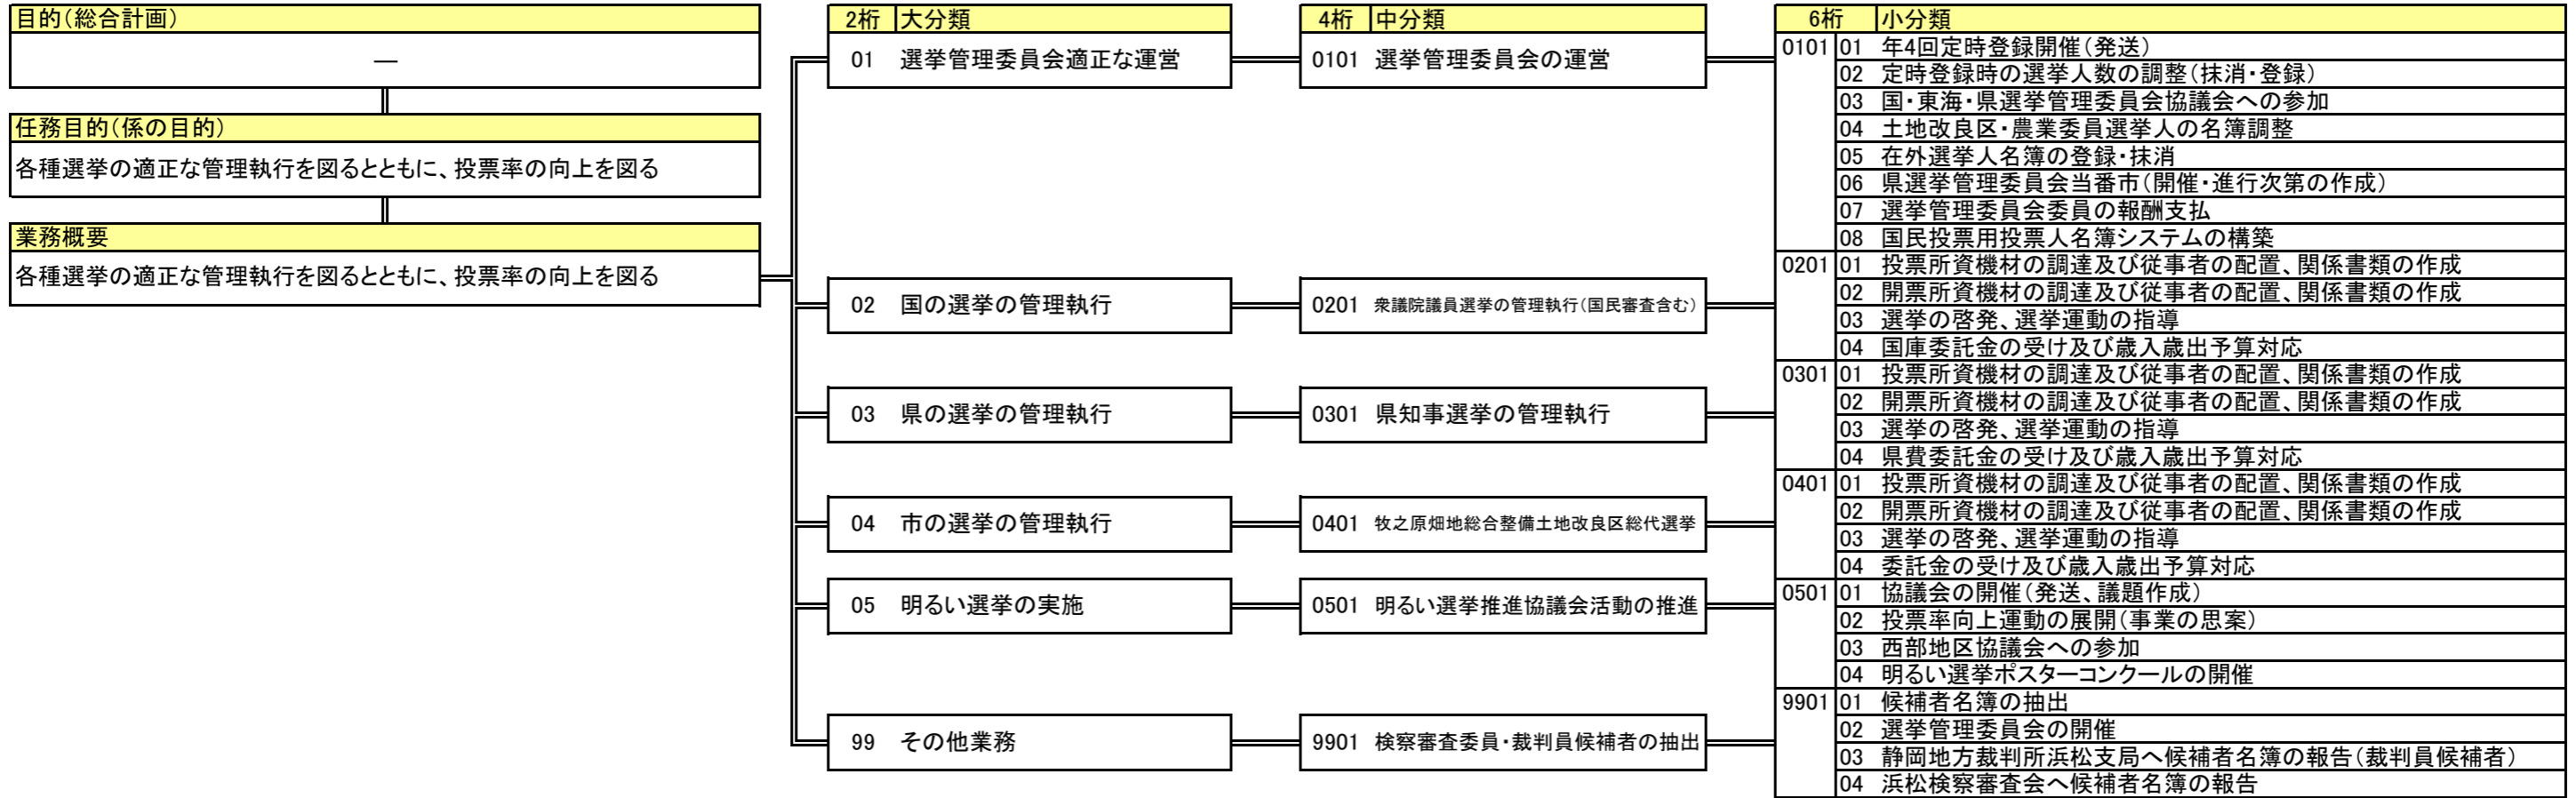 目的(総合計画)
―
任務目的(係の目的)
各種選挙の適正な管理執行を図るとともに、投票率の向上を図る
業務概要
各種選挙の適正な管理執行を図るとともに、投票率の向上を図る
2桁 大分類
01 選挙管理委員会適正な運営
02 国の選挙の管理執行
03 県の選挙の管理執行
04 市の選挙の管理執行
05 明るい選挙の実施
99 その他業務
4桁 中分類
0101 選挙管理委員会の運営
0201 衆議院議員選挙の管理執行(国民審査含む)
0301 県知事選挙の管理執行
0401 牧之原畑地総合整備土地改良区総代選挙
0501 明るい選挙推進協議会活動の推進
9901 検察審査委員・裁判員候補者の抽出
6桁 小分類
0101 01 年4回定時登録開催(発送)
02 定時登録時の選挙人数の調整(抹消・登録)
03 国・東海・県選挙管理委員会協議会への参加
04 土地改良区・農業委員選挙人の名簿調整
05 在外選挙人名簿の登録・抹消
06 県選挙管理委員会当番市(開催・進行次第の作成)
07 選挙管理委員会委員の報酬支払
08 国民投票用投票人名簿システムの構築
0201 01 投票所資機材の調達及び従事者の配置、関係書類の作成
02 開票所資機材の調達及び従事者の配置、関係書類の作成
03 選挙の啓発、選挙運動の指導
04 国庫委託金の受け及び歳入歳出予算対応
0301 01 投票所資機材の調達及び従事者の配置、関係書類の作成
02 開票所資機材の調達及び従事者の配置、関係書類の作成
03 選挙の啓発、選挙運動の指導
04 県費委託金の受け及び歳入歳出予算対応
0401 01 投票所資機材の調達及び従事者の配置、関係書類の作成
02 開票所資機材の調達及び従事者の配置、関係書類の作成
03 選挙の啓発、選挙運動の指導
04 委託金の受け及び歳入歳出予算対応
0501 01 協議会の開催(発送、議題作成)
02 投票率向上運動の展開(事業の思案)
03 西部地区協議会への参加
04 明るい選挙ポスターコンクールの開催
9901 01 候補者名簿の抽出
02 選挙管理委員会の開催
03 静岡地方裁判所浜松支局へ候補者名簿の報告(裁判員候補者)
04 浜松検察審査会へ候補者名簿の報告